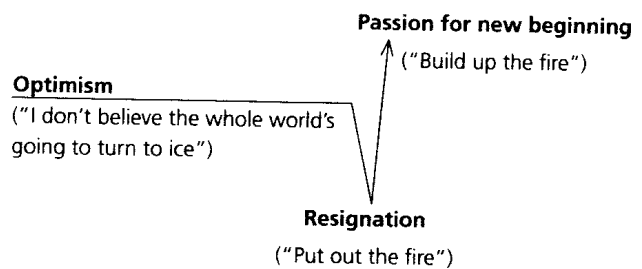 Passion for new beginning
("Build up the fire")
Optimism
("I don't believe the whole world's
going to turn to ice")
Resignation
("Put out the fire")